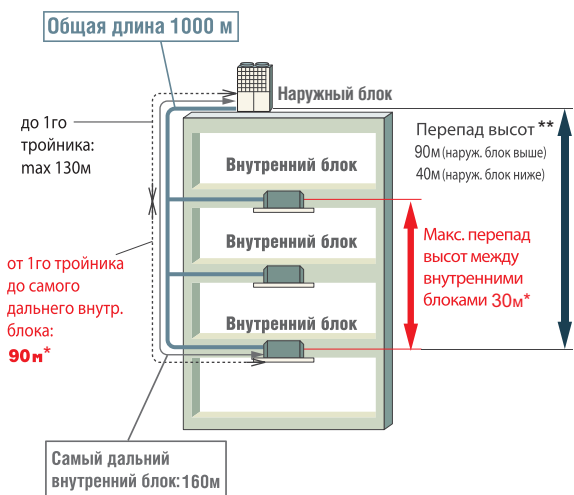 Общая длина 1000 м
Наружный блок
до 1го
тройника:
max 130м
Перепад высот **
90м (наруж. блок выше)
40м (наруж. блок ниже)
Внутренний блок
Внутренний блок
Макс. перепад
высот между
внутренними
блоками 30м*
от 1го тройника
до самого
дальнего внутр.
блока:
90м*
Внутренний блок
Самый дальний
внутренний блок: 160м